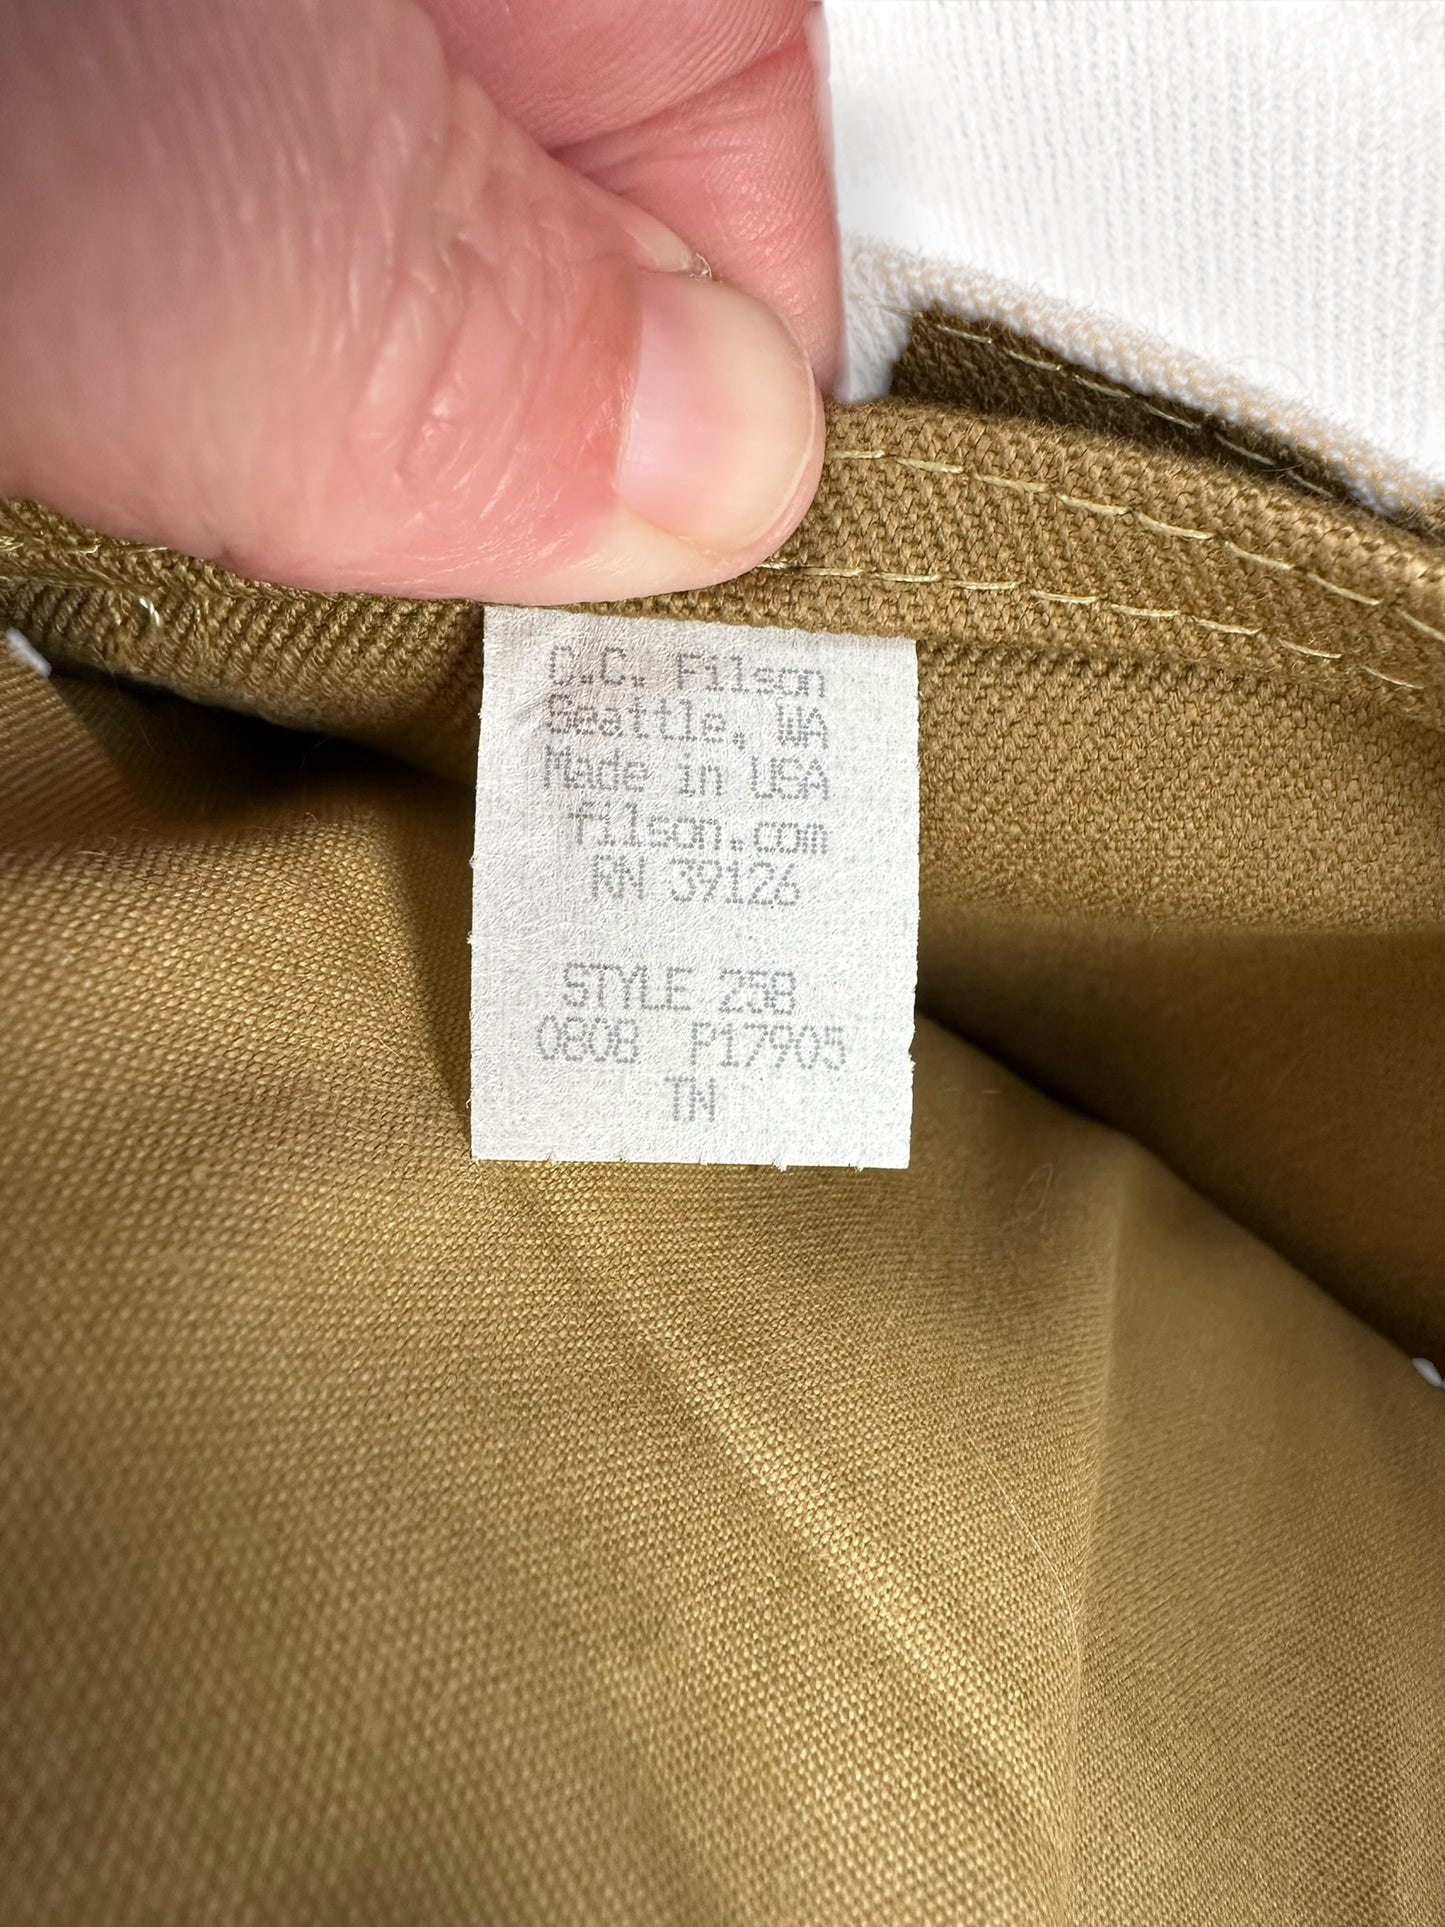 C.C. Filson
Seattle, WA
Made in USA
filson.com
RN 39126
STYLE 258
0808 P17905
TN